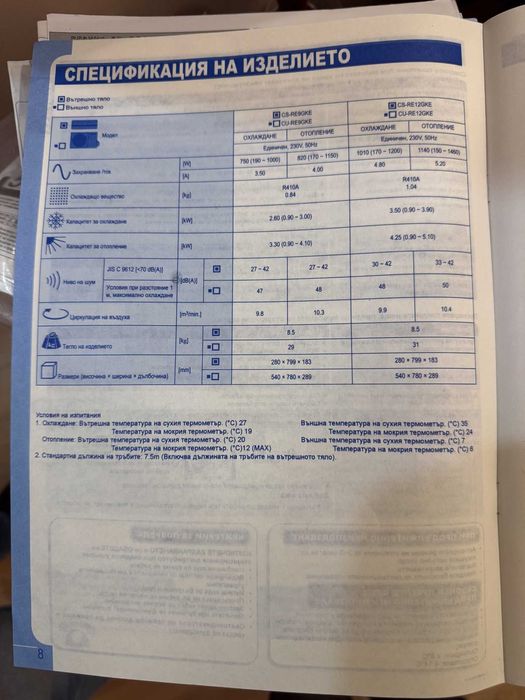 СПЕЦИФИКАЦИЯ НА ИЗДЕЛИЕТО
Вътрешно тяло
Външно тяло
CS-RE9GKE CS-RE12GKE
CU-RE9GKE CU-RE12GKE
Модел
ОХЛАЖДАНЕ ОТОПЛЕНИЕ ОХЛАЖДАНЕ ОТОПЛЕНИЕ
Единичен, 230V, 50Hz Единичен, 230V, 50Hz
Захранване [W] 750 (190 – 1000) 820 (170 – 1150) 1010 (170 – 1200) 1140 (150 – 1460)
[A] 3.50 4.00 4.80 5.20
Охлаждащо вещество [kg] R410A 0.84 R410A 1.04
Капацитет за охлаждане [kW] 2.60 (0.90 – 3.00) 3.50 (0.90 – 3.90)
Капацитет за отопление [kW] 3.30 (0.90 – 4.10) 4.25 (0.90 – 5.10)
Ниво на шум JIS C 9612 [<70 dB(A)] [dB(A)] 27 – 42 27 – 42 30 – 42 33 – 42
Условия при разстояние 1 м, максимално охлаждане 47 48 48 50
Циркулация на въздуха [m³/min.] 9.8 10.3 9.9 10.4
Тегло на изделието [kg] 8.5 8.5
29 31
Размери (височина × ширина × дълбочина) [mm] 280 × 799 × 183 280 × 799 × 183
540 × 780 × 289 540 × 780 × 289
Условия на изпитания
1. Охлаждане: Вътрешна температура на сухия термометър. (°C) 27 Външна температура на сухия термометър. (°C) 35
Температура на мокрия термометър. (°C) 19 Температура на мокрия термометър. (°C) 24
Отопление: Вътрешна температура на сухия термометър. (°C) 20 Външна температура на сухия термометър. (°C) 7
Температура на мокрия термометър. (°C)12 (MAX) Температура на мокрия термометър. (°C) 6
2. Стандартна дължина на тръбите: 7.5m (Включва дължината на тръбите на вътрешното тяло).
8